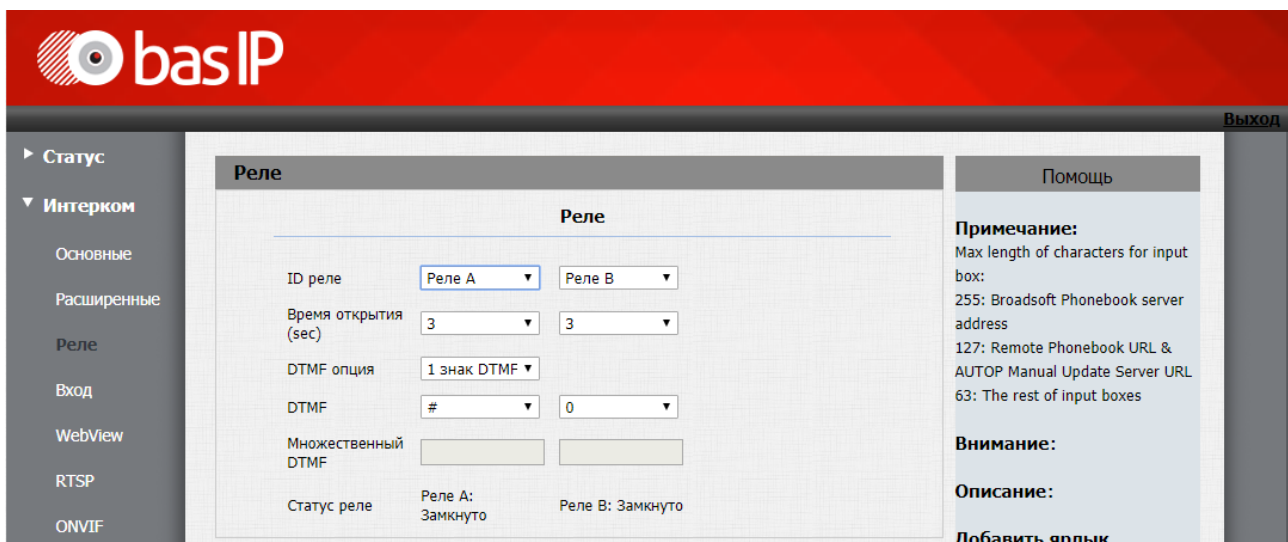 basIP
Выход
Статус
Интерком
Основные
Расширенные
Реле
Вход
WebView
RTSP
ONVIF
Реле
Реле
ID реле
Реле A
Реле B
Время открытия
(sec)
3
3
DTMF опция
1 знак DTMF
DTMF
#
0
Множественный
DTMF
Статус реле
Реле A:
Замкнуто
Реле B: Замкнуто
Помощь
Примечание:
Max length of characters for input
box:
255: Broadsoft Phonebook server
address
127: Remote Phonebook URL &
AUTOP Manual Update Server URL
63: The rest of input boxes
Внимание:
Описание:
Добавить ярлык